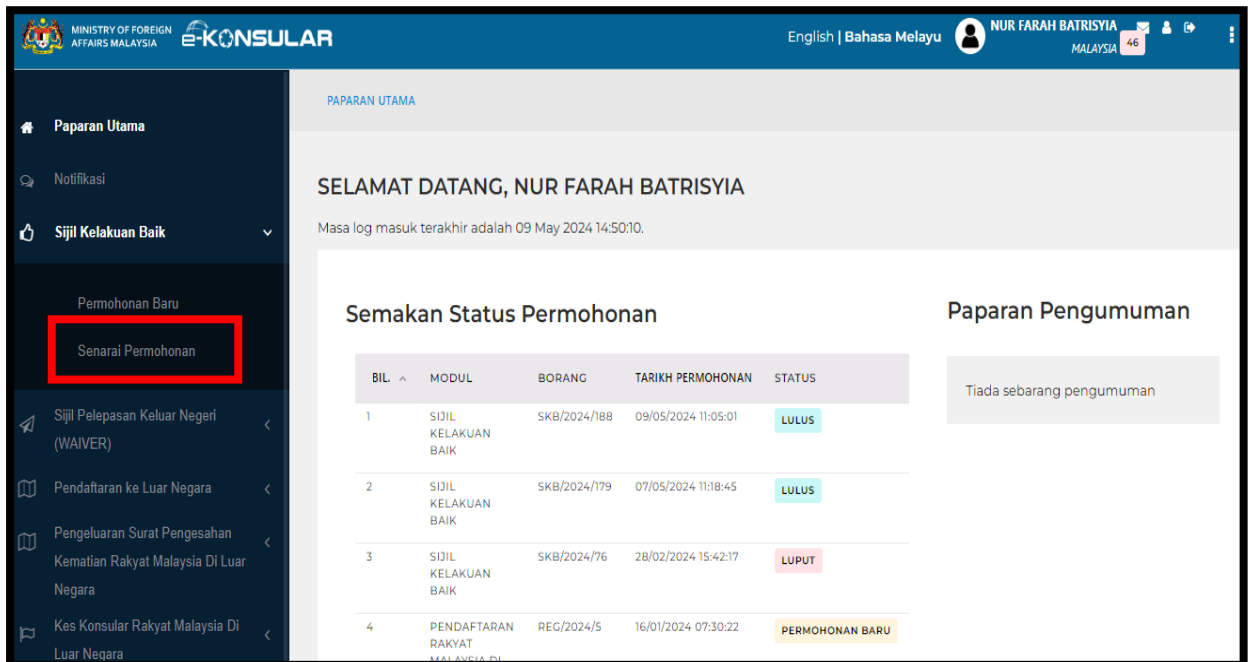 MINISTRY OF FOREIGN
AFFAIRS MALAYSIA
e-KONSULAR
English | Bahasa Melayu
NUR FARAH BATRISYIA
MALAYSIA
46
Paparan Utama
Notifikasi
Sijil Kelakuan Baik
Permohonan Baru
Senarai Permohonan
Sijil Pelepasan Keluar Negeri
(WAIVER)
Pendaftaran ke Luar Negara
Pengeluaran Surat Pengesahan
Kematian Rakyat Malaysia Di Luar
Negara
Kes Konsular Rakyat Malaysia Di
Luar Negara
PAPARAN UTAMA
SELAMAT DATANG, NUR FARAH BATRISYIA
Masa log masuk terakhir adalah 09 May 2024 14:50:10.
Semakan Status Permohonan
BIL. MODUL BORANG TARIKH PERMOHONAN STATUS
1 SIJIL SKB/2024/188 09/05/2024 11:05:01 LULUS
KELAKUAN
BAIK
2 SIJIL SKB/2024/179 07/05/2024 11:18:45 LULUS
KELAKUAN
BAIK
3 SIJIL SKB/2024/76 28/02/2024 15:42:17 LUPUT
KELAKUAN
BAIK
4 PENDAFTARAN REG/2024/5 16/01/2024 07:30:22 PERMOHONAN BARU
RAKYAT
MALAYSIA DI
Paparan Pengumuman
Tiada sebarang pengumuman